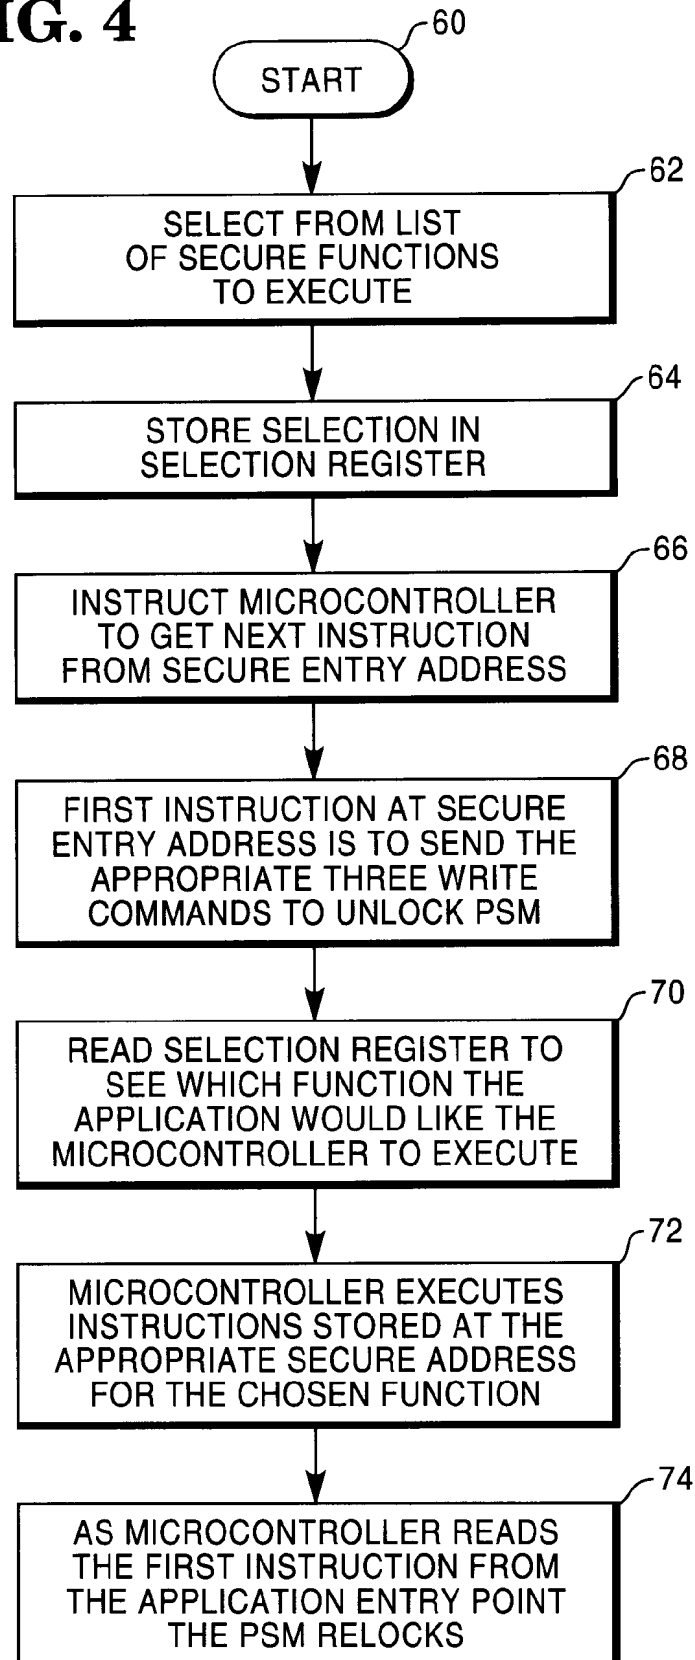 IG. 4
60
START
62
SELECT FROM LIST
OF SECURE FUNCTIONS
TO EXECUTE
64
STORE SELECTION IN
SELECTION REGISTER
66
INSTRUCT MICROCONTROLLER
TO GET NEXT INSTRUCTION
FROM SECURE ENTRY ADDRESS
68
FIRST INSTRUCTION AT SECURE
ENTRY ADDRESS IS TO SEND THE
APPROPRIATE THREE WRITE
COMMANDS TO UNLOCK PSM
70
READ SELECTION REGISTER TO
SEE WHICH FUNCTION THE
APPLICATION WOULD LIKE THE
MICROCONTROLLER TO EXECUTE
72
MICROCONTROLLER EXECUTES
INSTRUCTIONS STORED AT THE
APPROPRIATE SECURE ADDRESS
FOR THE CHOSEN FUNCTION
74
AS MICROCONTROLLER READS
THE FIRST INSTRUCTION FROM
THE APPLICATION ENTRY POINT
THE PSM RELOCKS